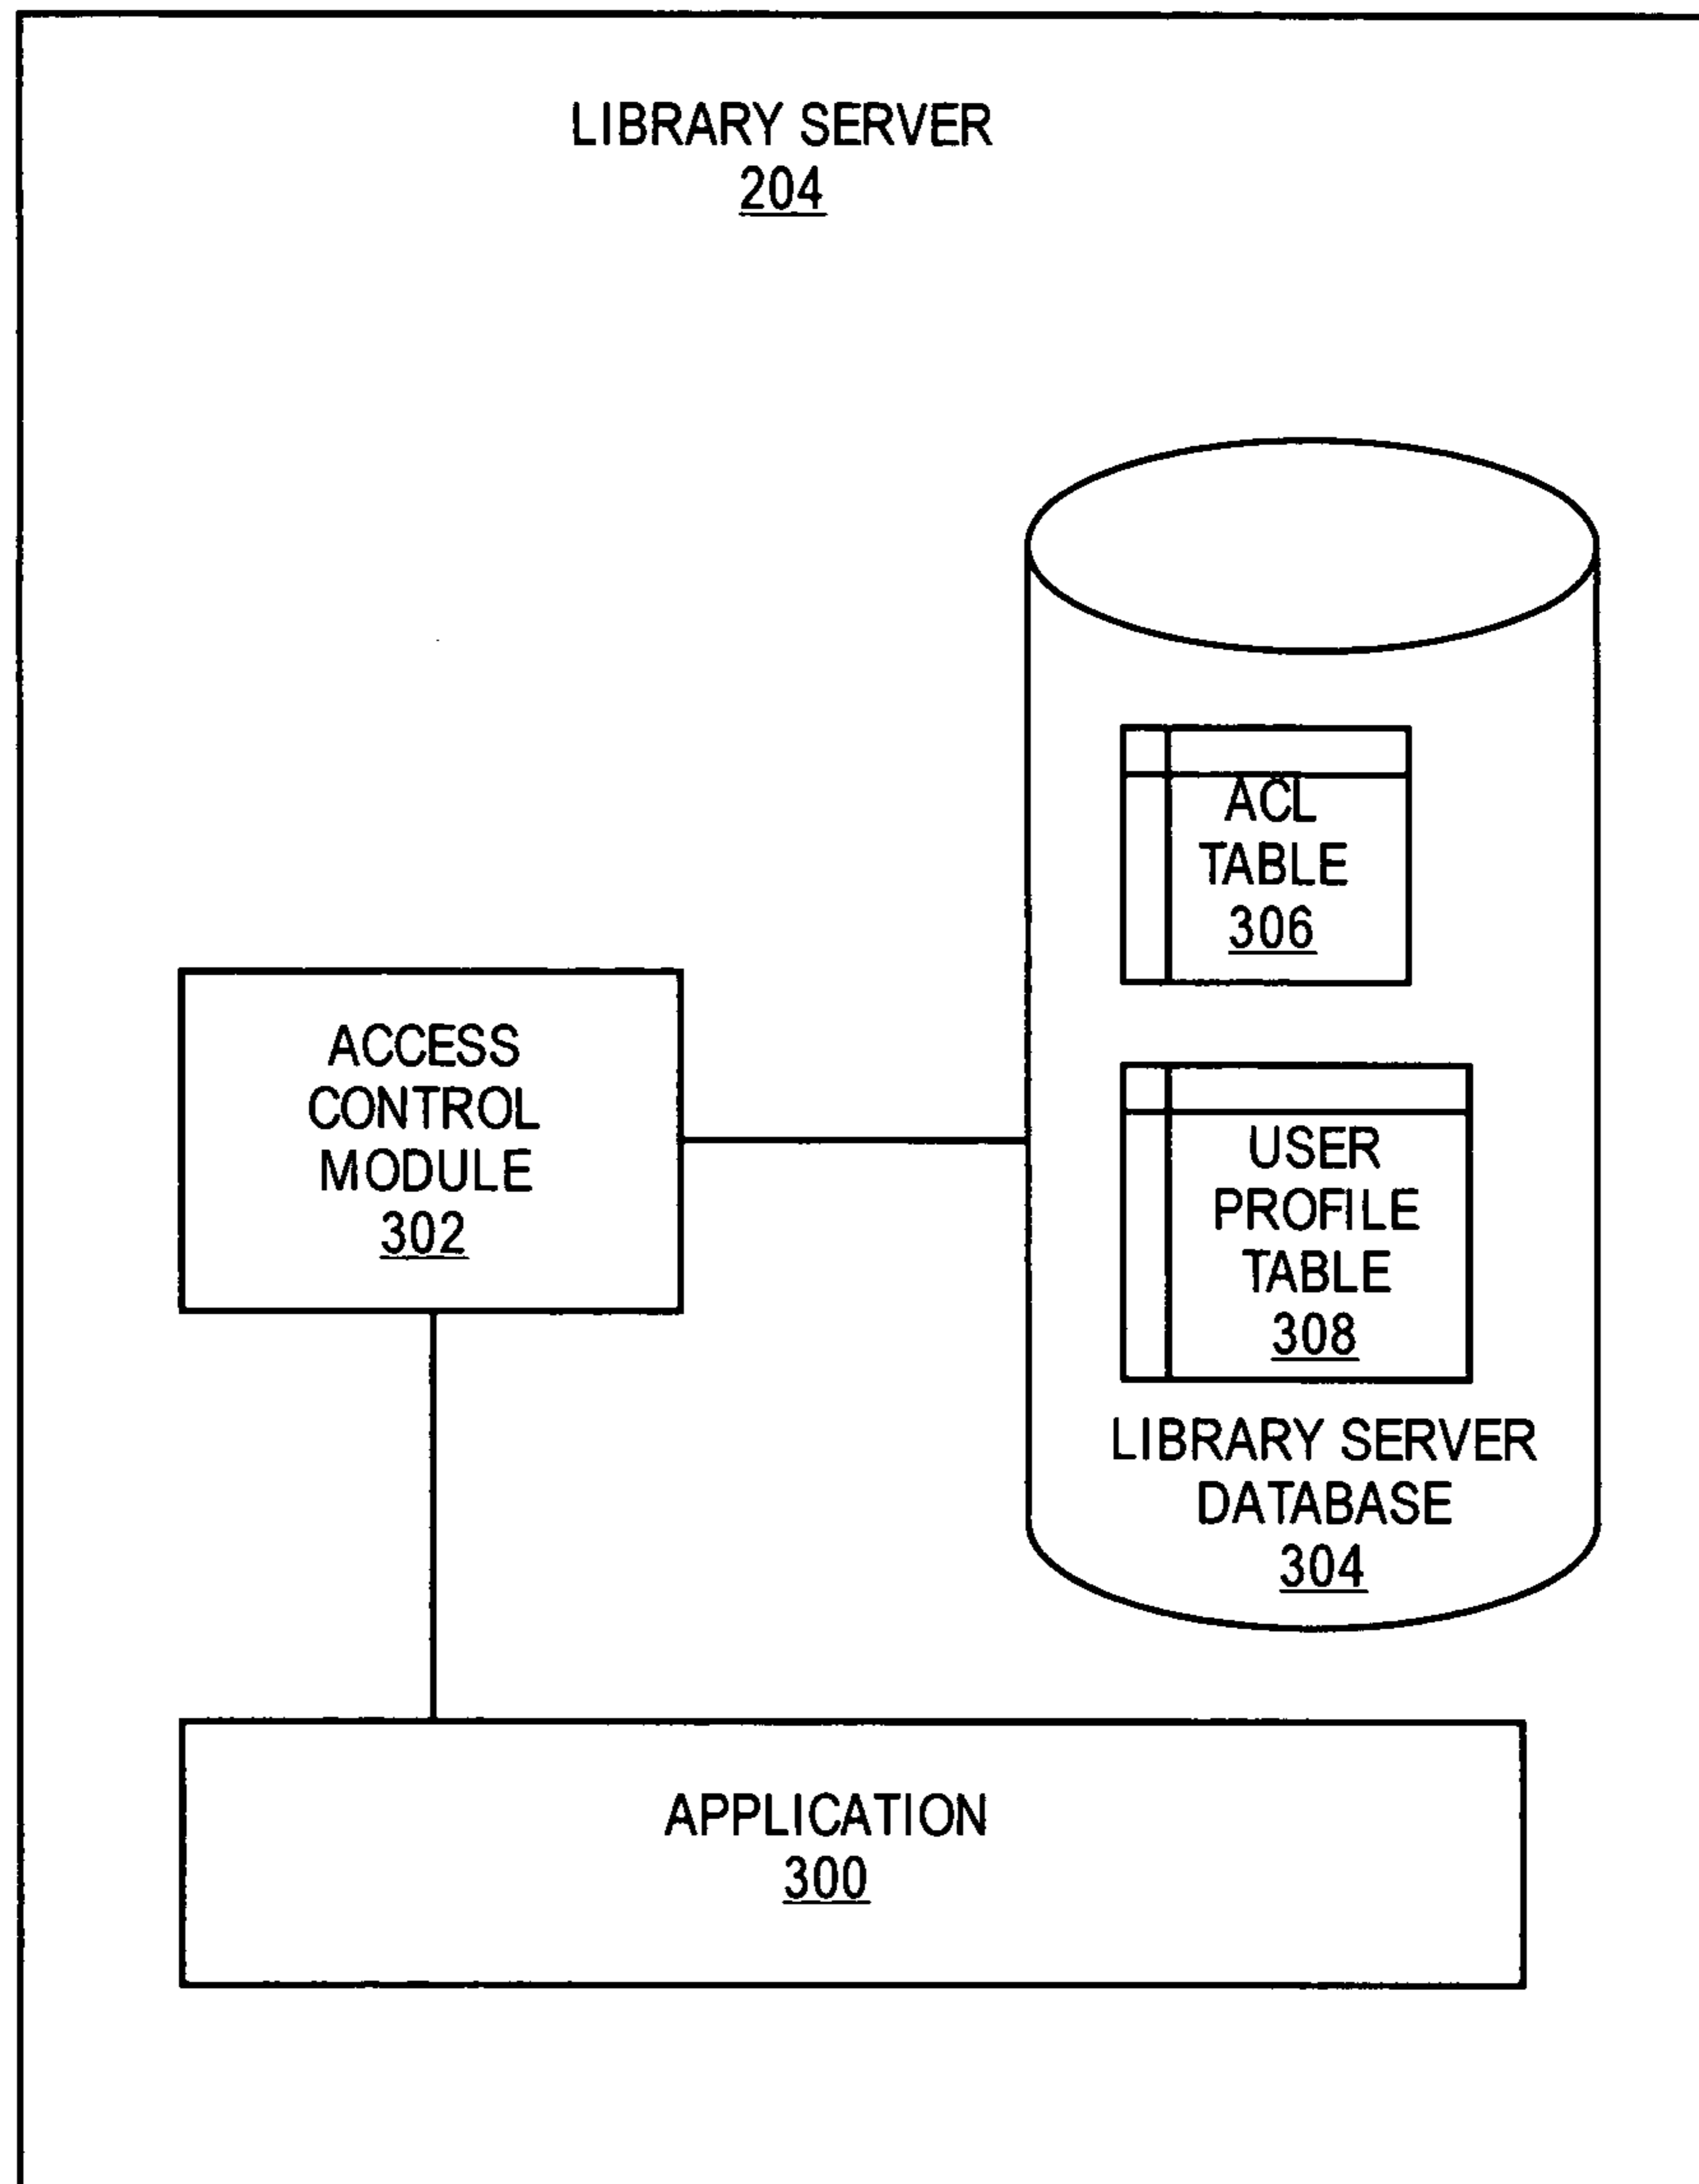 LIBRARY SERVER
204
ACL
TABLE
306
ACCESS
CONTROL
MODULE
302
USER
PROFILE
TABLE
308
LIBRARY SERVER
DATABASE
304
APPLICATION
300